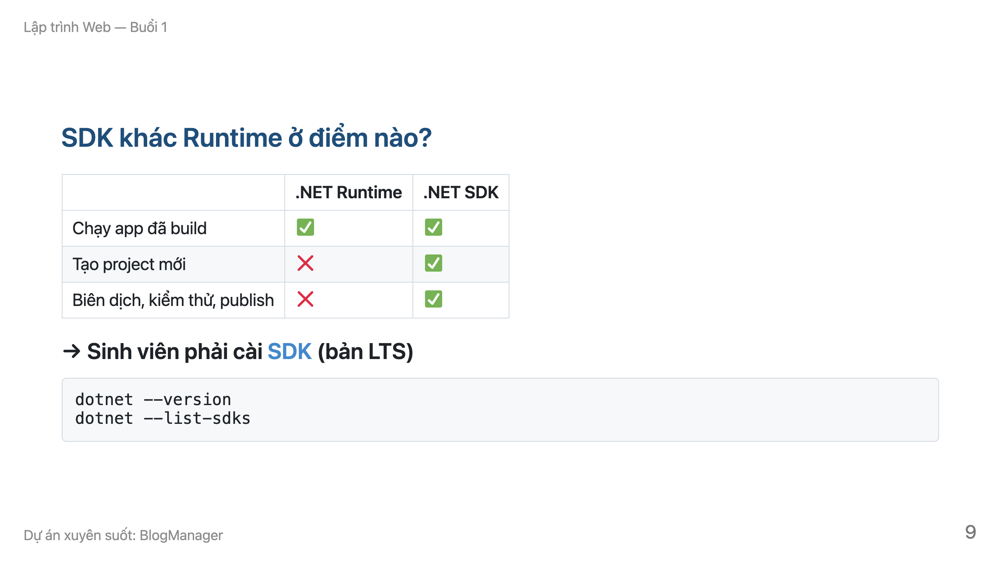 Lập trình Web — Buổi 1
SDK khác Runtime ở điểm nào?
.NET Runtime .NET SDK
Chạy app đã build ✅ ✅
Tạo project mới ❌ ✅
Biên dịch, kiểm thử, publish ❌ ✅
→ Sinh viên phải cài SDK (bản LTS)
dotnet --version
dotnet --list-sdks
Dự án xuyên suốt: BlogManager
9